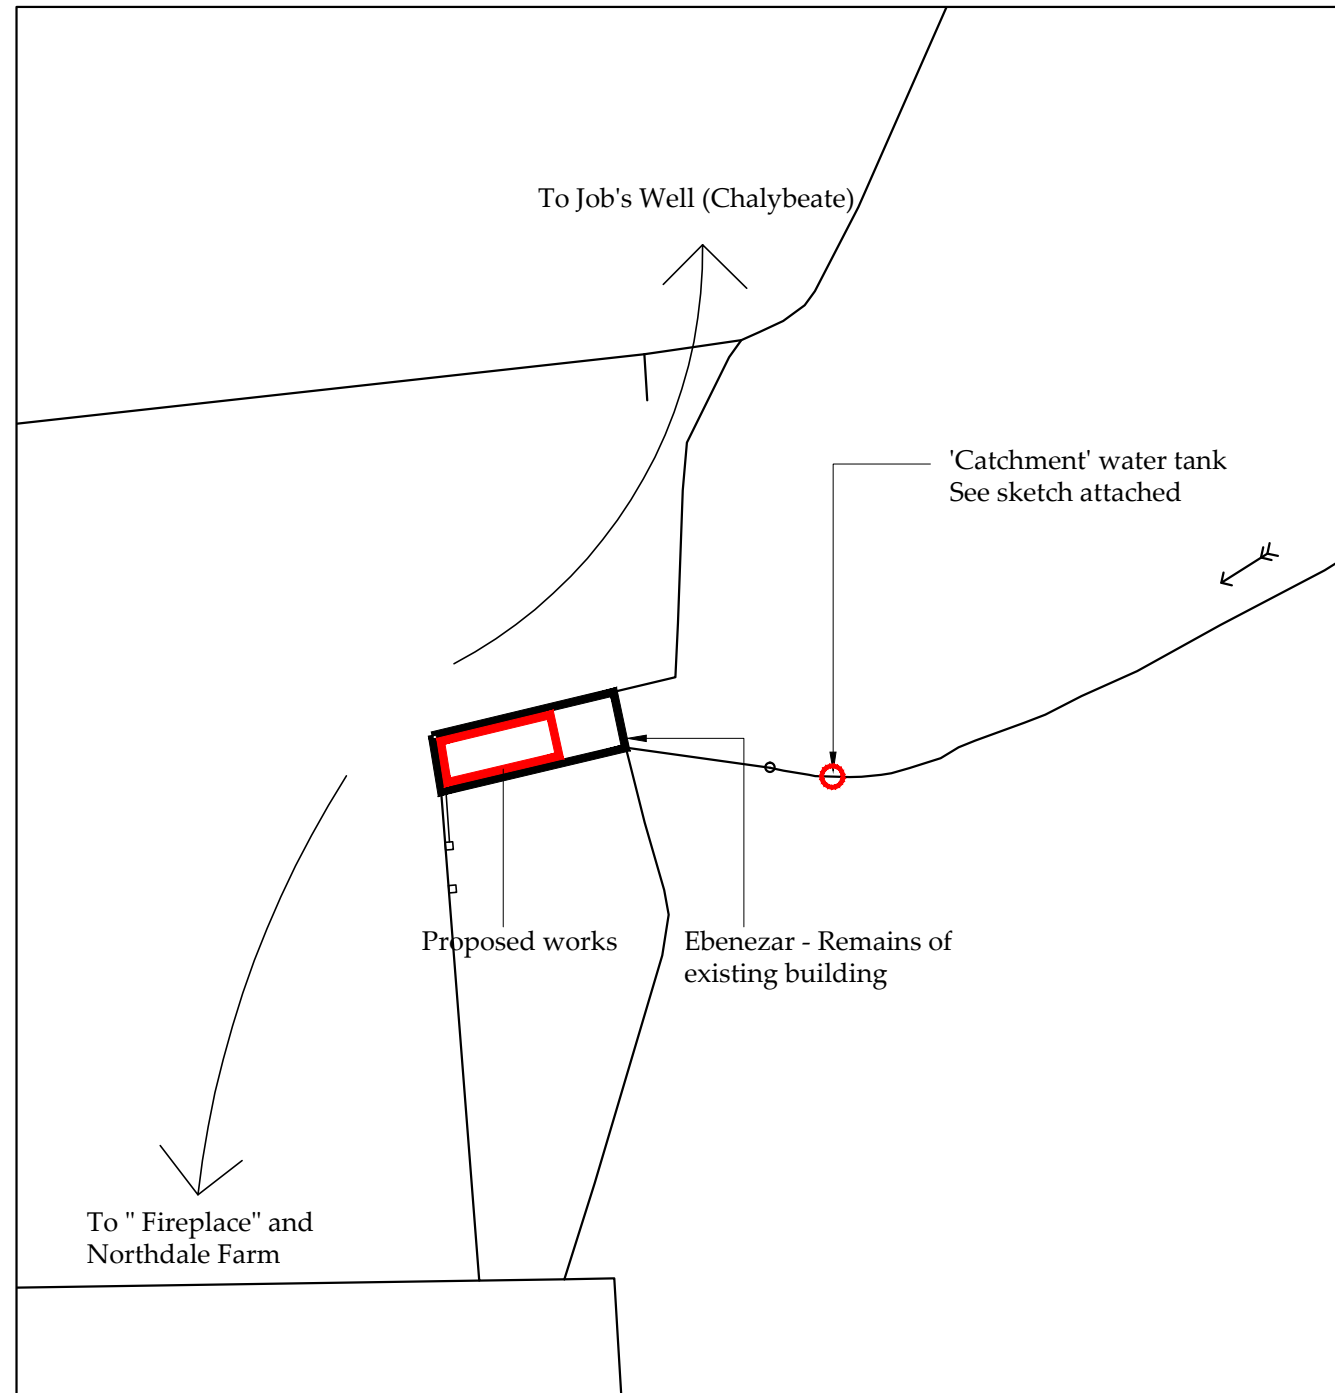 To Job's Well (Chalybeate)
'Catchment' water tank
See sketch attached
Proposed works
Ebenezar - Remains of
existing building
To " Fireplace" and
Northdale Farm